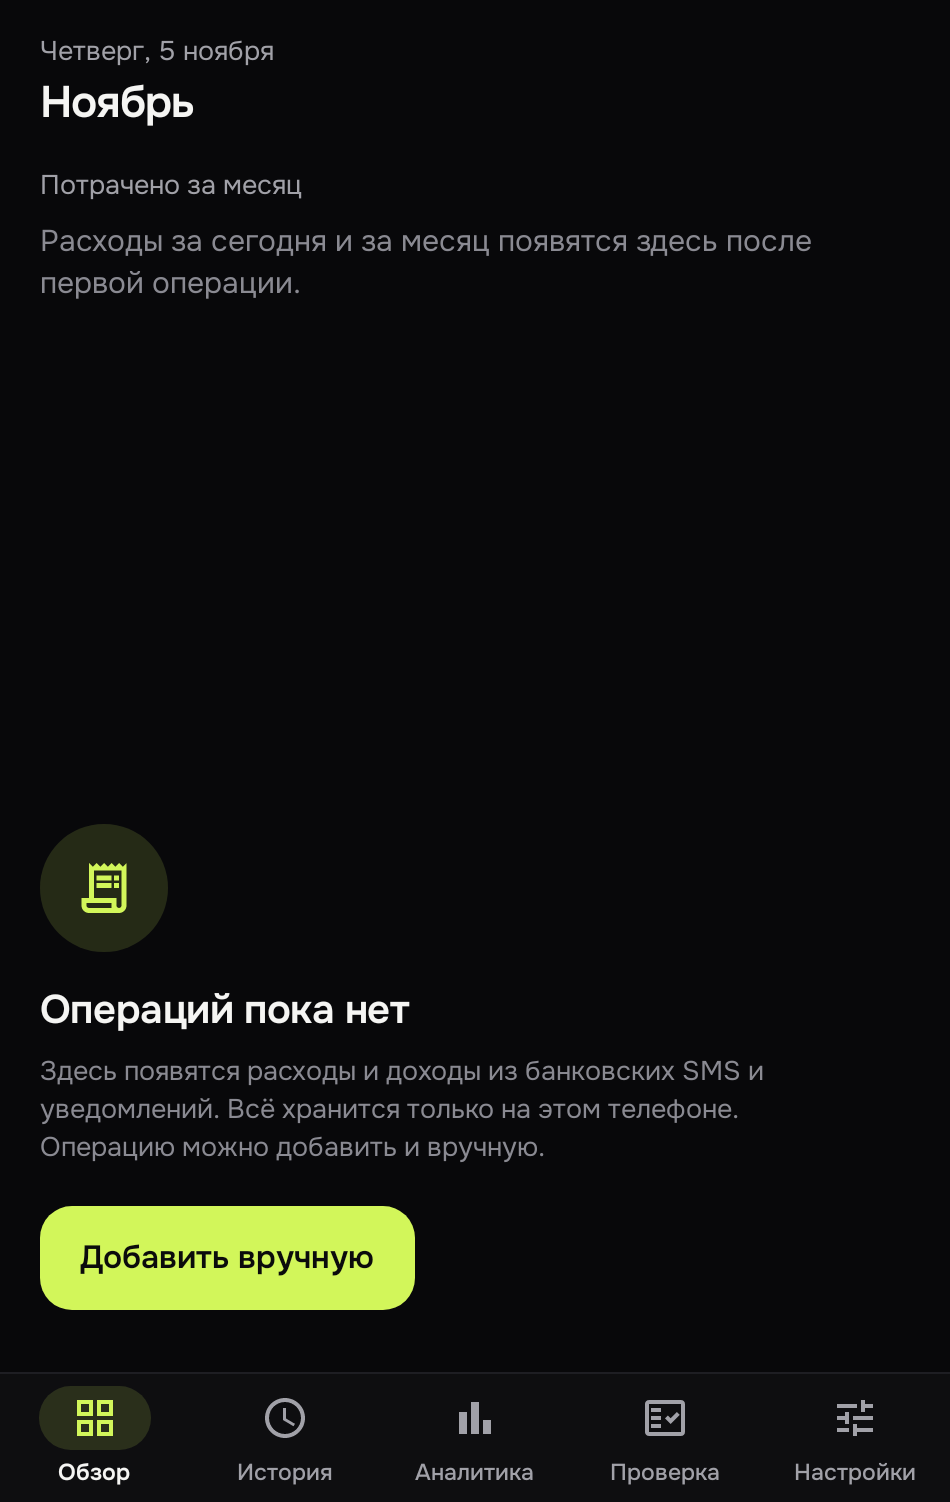 Четверг, 5 ноября
Ноябрь
Потрачено за месяц
Расходы за сегодня и за месяц появятся здесь после
первой операции.
Операций пока нет
Здесь появятся расходы и доходы из банковских SMS и
уведомлений. Всё хранится только на этом телефоне.
Операцию можно добавить и вручную.
Добавить вручную
Обзор
История
Аналитика
Проверка
Настройки